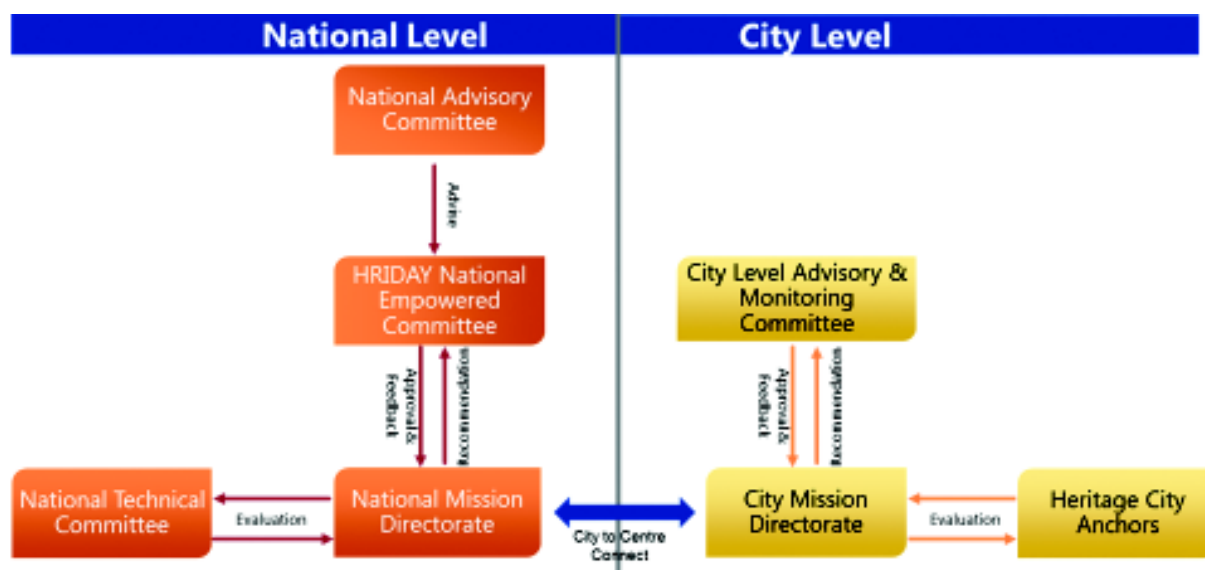 National Level
City Level
National Advisory
Committee
Advise
HRIDAY National
Empowered
Committee
City Level Advisory &
Monitoring
Committee
Approval &
Feedback
Approval &
Feedback
National Technical
Committee
Evaluation
National Mission
Directorate
City to Centre
Connect
City Mission
Directorate
Evaluation
Heritage City
Anchors